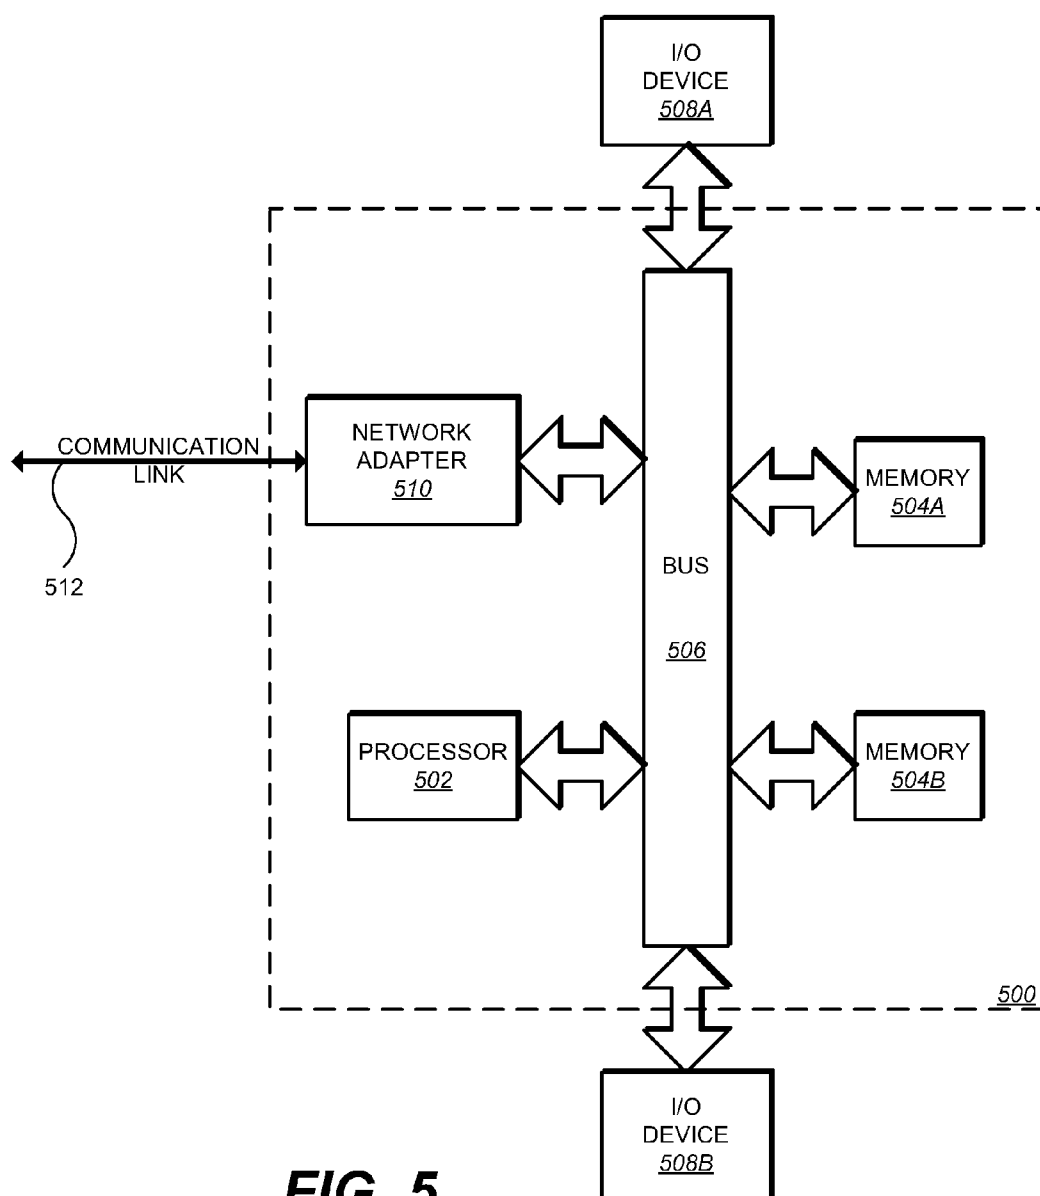 I/O
DEVICE
508A
NETWORK
ADAPTER
510
COMMUNICATION
LINK
512
MEMORY
504A
BUS
506
PROCESSOR
502
MEMORY
504B
500
I/O
DEVICE
508B
FIG. 5